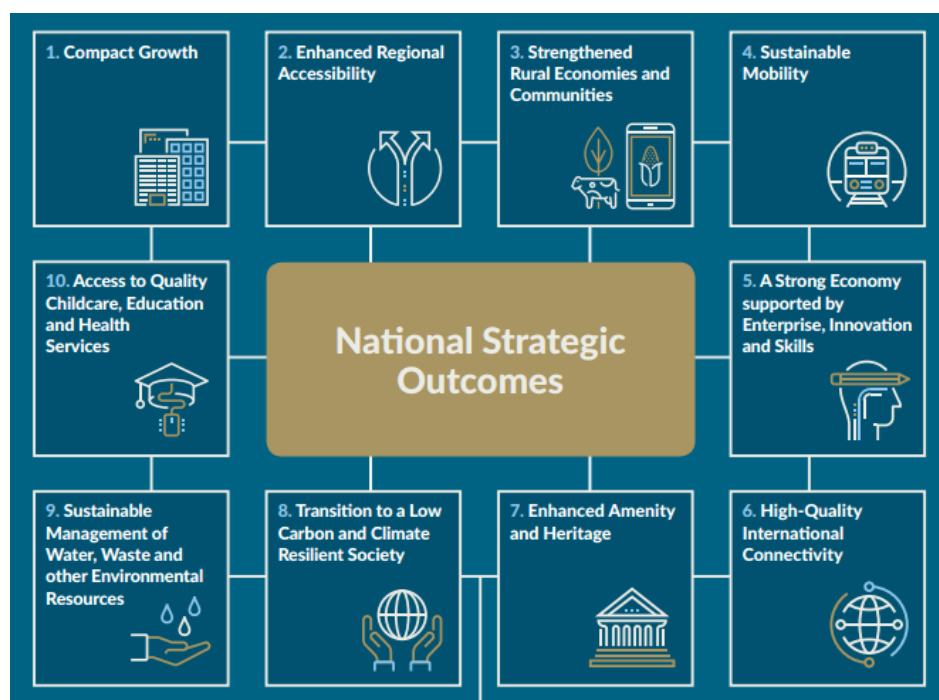 1. Compact Growth
2. Enhanced Regional
Accessibility
3. Strengthened
Rural Economies and
Communities
4. Sustainable
Mobility
10. Access to Quality
Childcare, Education
and Health
Services
National Strategic
Outcomes
5. A Strong Economy
supported by
Enterprise, Innovation
and Skills
9. Sustainable
Management of
Water, Waste and
other Environmental
Resources
8. Transition to a Low
Carbon and Climate
Resilient Society
7. Enhanced Amenity
and Heritage
6. High-Quality
International
Connectivity